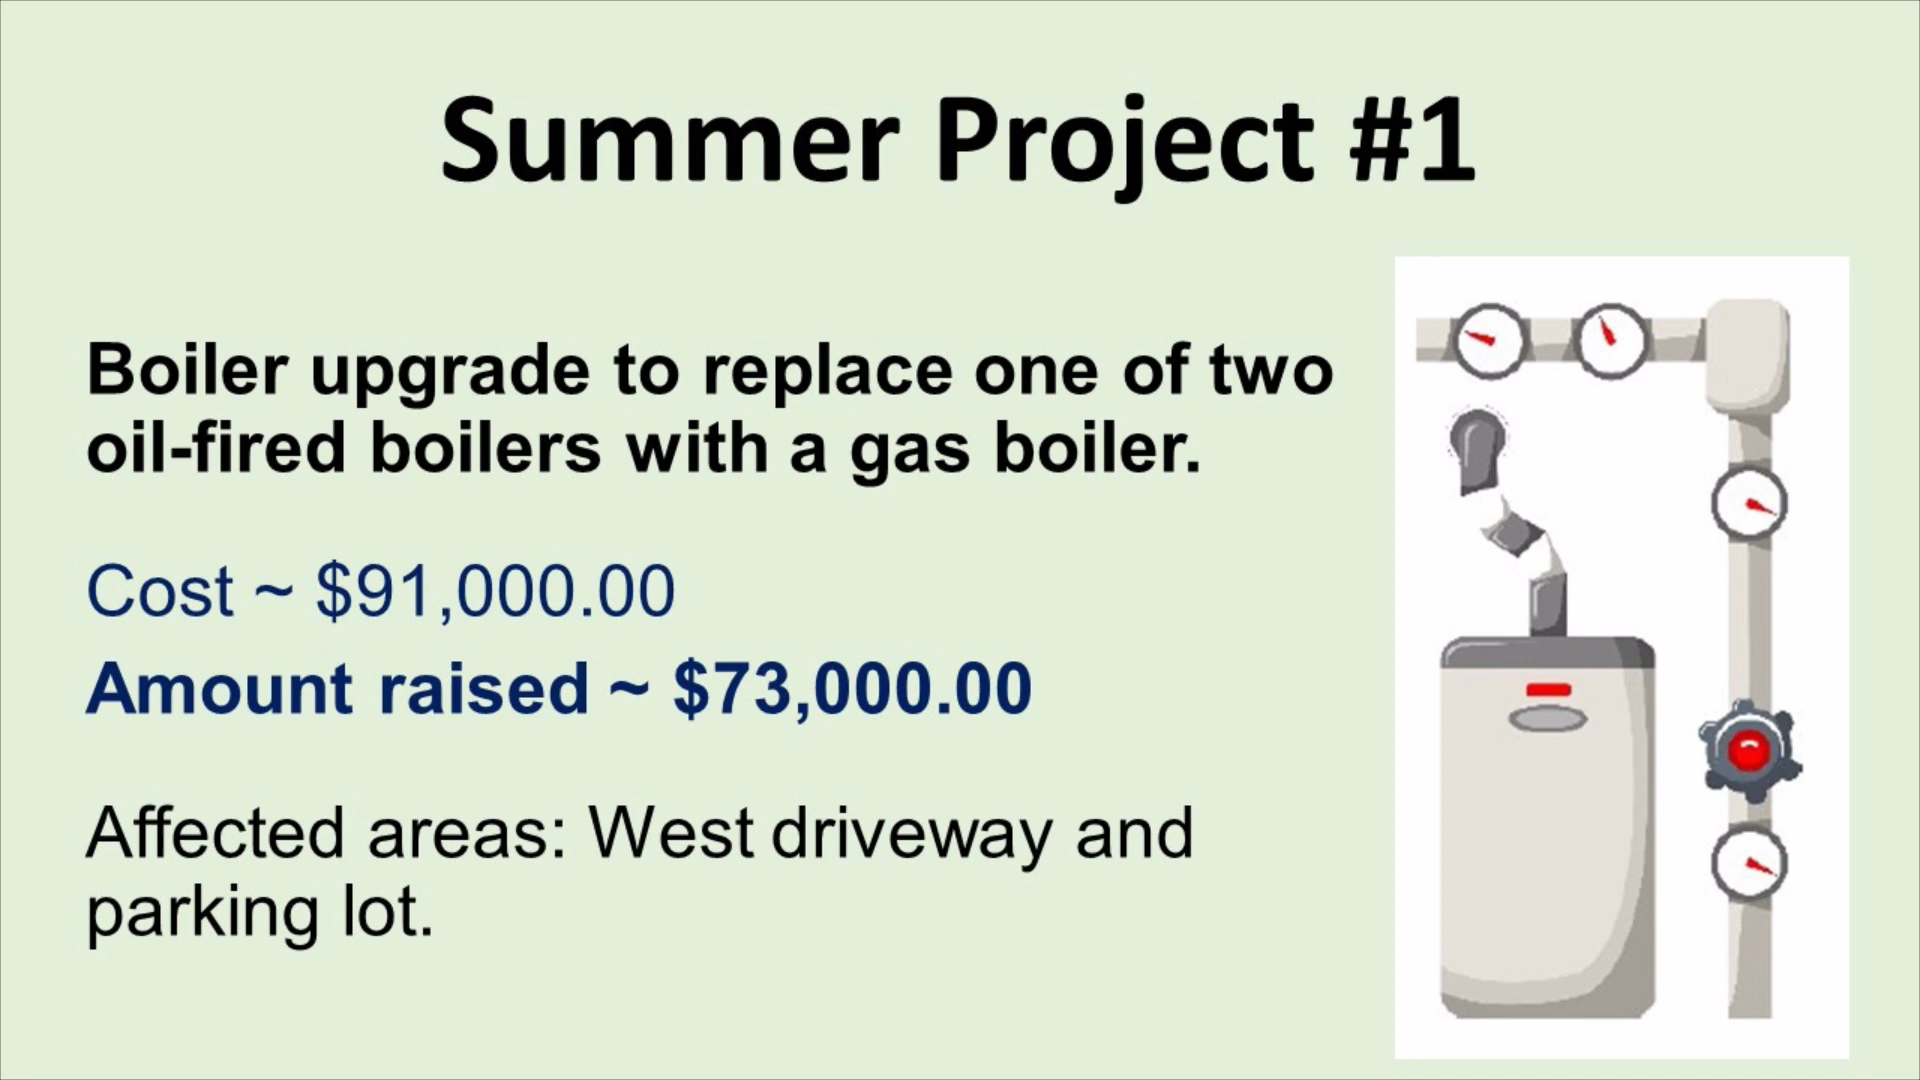 Summer Project #1
Boiler upgrade to replace one of two
oil-fired boilers with a gas boiler.
Cost ~ $91,000.00
Amount raised ~ $73,000.00
Affected areas: West driveway and
parking lot.